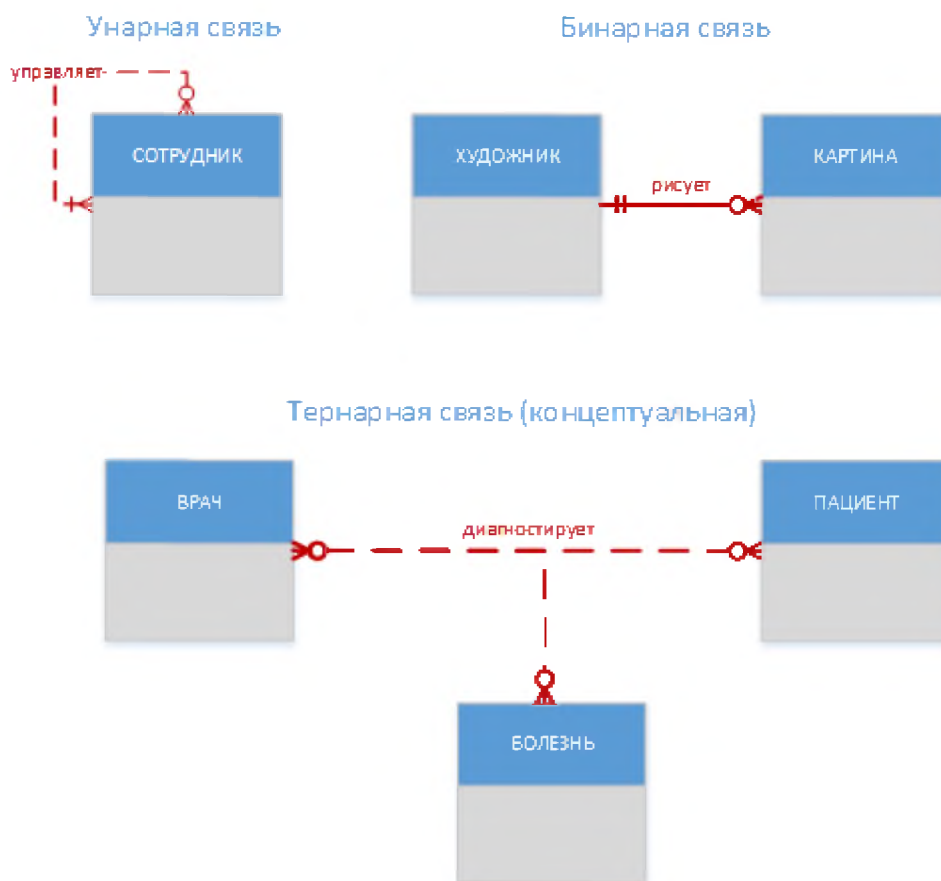 Унарная связь
Бинарная связь
управляет
СОТРУДНИК
ХУДОЖНИК
рисует
КАРТИНА
Тернарная связь (концептуальная)
ВРАЧ
диагностирует
ПАЦИЕНТ
БОЛЕЗНЬ